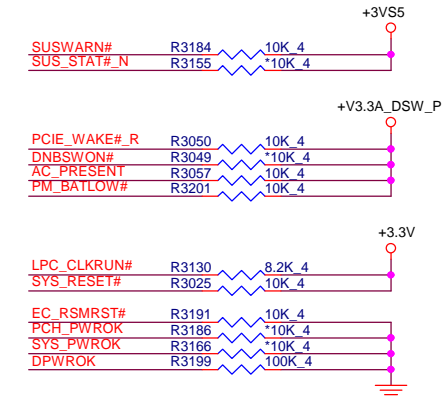 +3VS5
SUSWARN# R3184 10K_4
SUS_STAT#_N R3155 *10K_4
+V3.3A_DSW_P
PCIE_WAKE#_R R3050 10K_4
DNBSWON# R3049 *10K_4
AC_PRESENT R3057 10K_4
PM_BATLOW# R3201 10K_4
+3.3V
LPC_CLKRUN# R3130 8.2K_4
SYS_RESET# R3025 10K_4
EC_RSMRST# R3191 10K_4
PCH_PWROK R3186 *10K_4
SYS_PWROK R3166 *10K_4
DPWROK R3199 100K_4